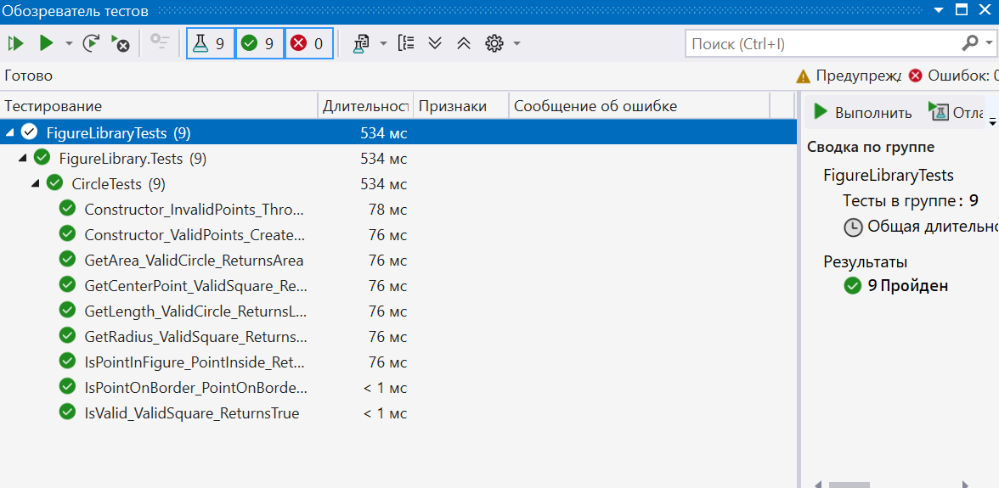 Обозреватель тестов
9 9 0
Поиск (Ctrl+I)
Готово
Предупрежд Ошибок: 0
Тестирование Длительност Признаки Сообщение об ошибке
Выполнить Отла
FigureLibraryTests (9) 534 мс
FigureLibrary.Tests (9) 534 мс
CircleTests (9) 534 мс
Constructor_InvalidPoints_Thro... 78 мс
Constructor_ValidPoints_Create... 76 мс
GetArea_ValidCircle_ReturnsArea 76 мс
GetCenterPoint_ValidSquare_Re... 76 мс
GetLength_ValidCircle_ReturnsL... 76 мс
GetRadius_ValidSquare_Returns... 76 мс
IsPointInFigure_PointInside_Ret... 76 мс
IsPointOnBorder_PointOnBorde... < 1 мс
IsValid_ValidSquare_ReturnsTrue < 1 мс
Сводка по группе
FigureLibraryTests
Тесты в группе: 9
Общая длительно
Результаты
9 Пройден